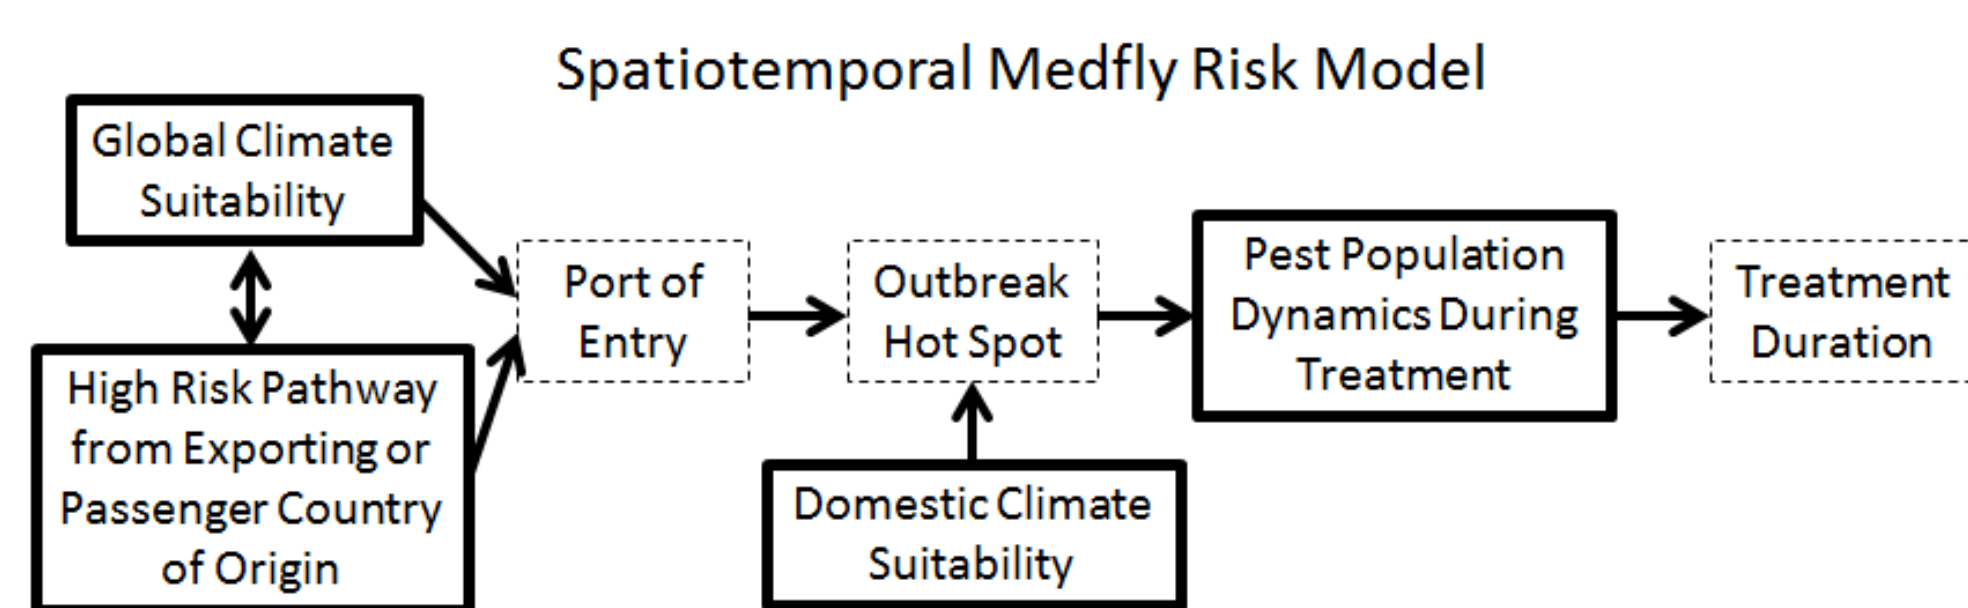 Spatiotemporal Medfly Risk Model
Global Climate
Suitability
High Risk Pathway
from Exporting or
Passenger Country
of Origin
Port of
Entry
Outbreak
Hot Spot
Domestic Climate
Suitability
Pest Population
Dynamics During
Treatment
Treatment
Duration